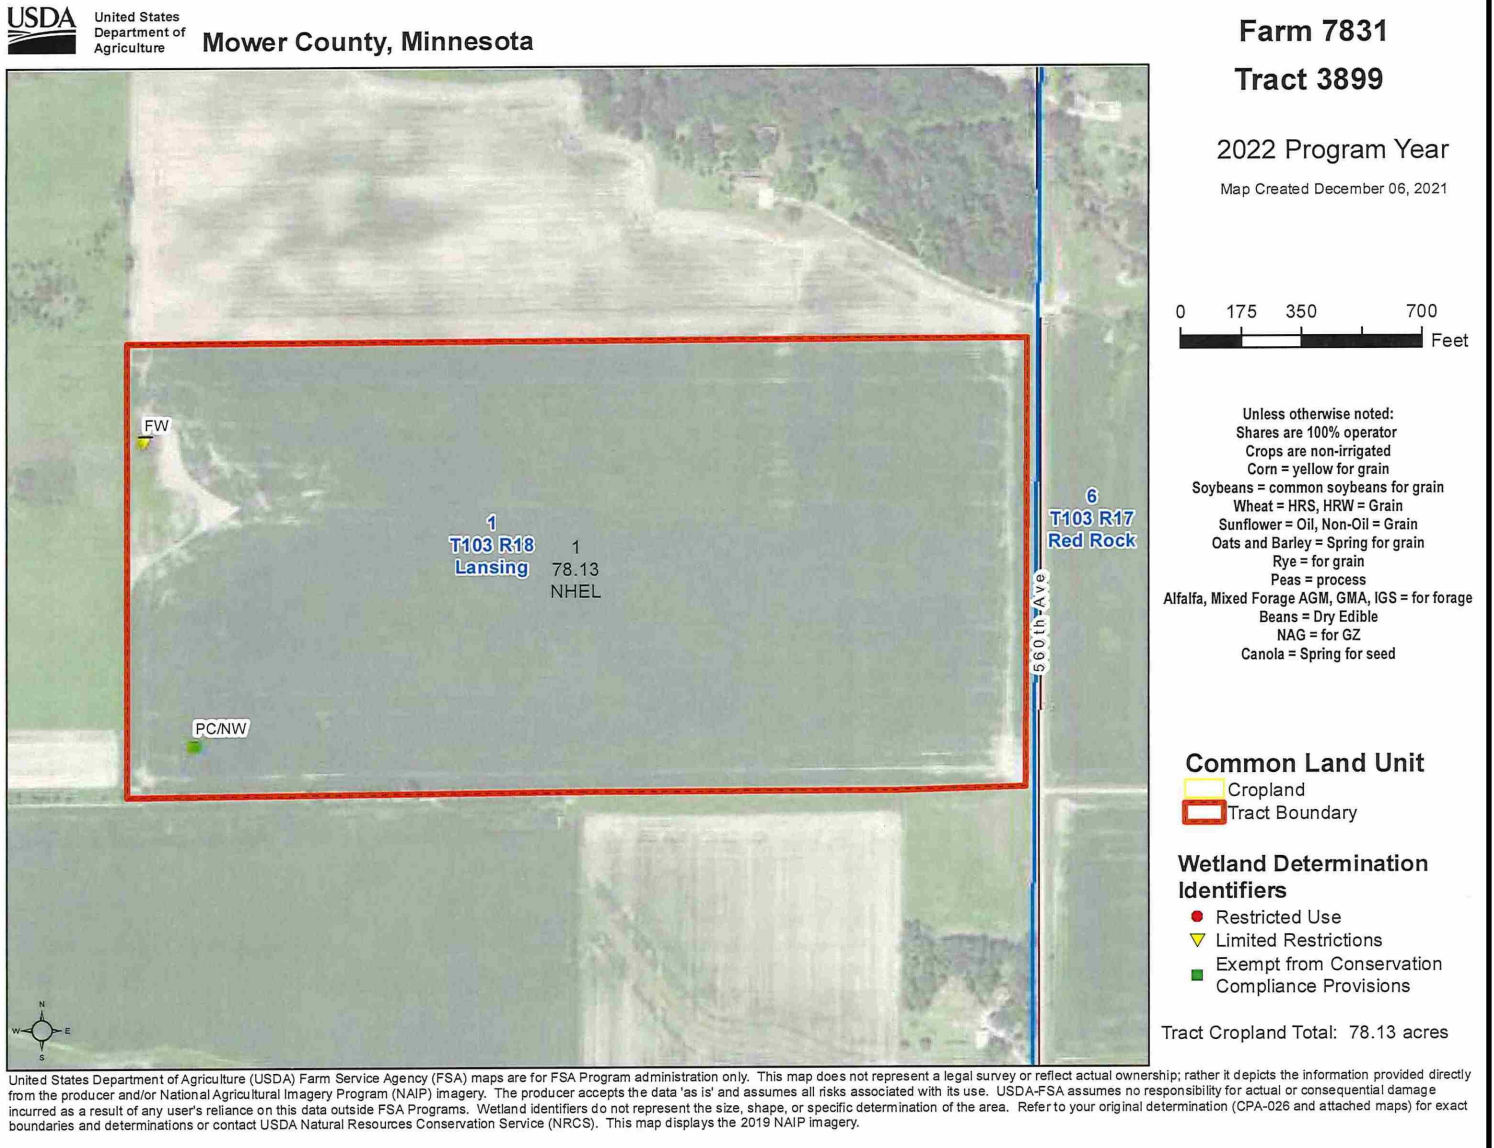 USDA
United States
Department of
Agriculture
Mower County, Minnesota
Farm 7831
Tract 3899
2022 Program Year
Map Created December 06, 2021
0 175 350 700
Feet
Unless otherwise noted:
Shares are 100% operator
Crops are non-irrigated
Corn = yellow for grain
Soybeans = common soybeans for grain
Wheat = HRS, HRW = Grain
Sunflower = Oil, Non-Oil = Grain
Oats and Barley = Spring for grain
Rye = for grain
Peas = process
Alfalfa, Mixed Forage AGM, GMA, IGS = for forage
Beans = Dry Edible
NAG = for GZ
Canola = Spring for seed
FW
1
T103 R18
Lansing
1
78.13
NHEL
6
T103 R17
Red Rock
560th Ave
PC/NW
Common Land Unit
Cropland
Tract Boundary
Wetland Determination
Identifiers
Restricted Use
Limited Restrictions
Exempt from Conservation
Compliance Provisions
Tract Cropland Total: 78.13 acres
N
W E
S
United States Department of Agriculture (USDA) Farm Service Agency (FSA) maps are for FSA Program administration only. This map does not represent a legal survey or reflect actual ownership; rather it depicts the information provided directly
from the producer and/or National Agricultural Imagery Program (NAIP) imagery. The producer accepts the data 'as is' and assumes all risks associated with its use. USDA-FSA assumes no responsibility for actual or consequential damage
incurred as a result of any user's reliance on this data outside FSA Programs. Wetland identifiers do not represent the size, shape, or specific determination of the area. Refer to your original determination (CPA-026 and attached maps) for exact
boundaries and determinations or contact USDA Natural Resources Conservation Service (NRCS). This map displays the 2019 NAIP imagery.